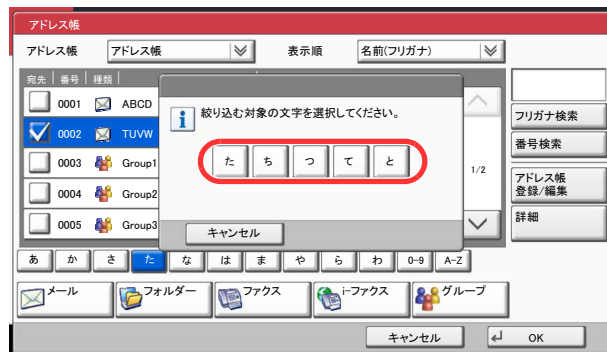 アドレス帳
アドレス帳 アドレス帳 表示順 名前(フリガナ)
宛先 番号 種類
0001 ABCD
0002 TUVW
0003 Group1
0004 Group2
0005 Group3
絞り込む対象の文字を選択してください。
た ち つ て と
キャンセル
1/2
フリガナ検索
番号検索
アドレス帳
登録/編集
詳細
あ か さ た な は ま や ら わ 0-9 A-Z
メール フォルダー ファクス i-ファクス グループ
キャンセル OK